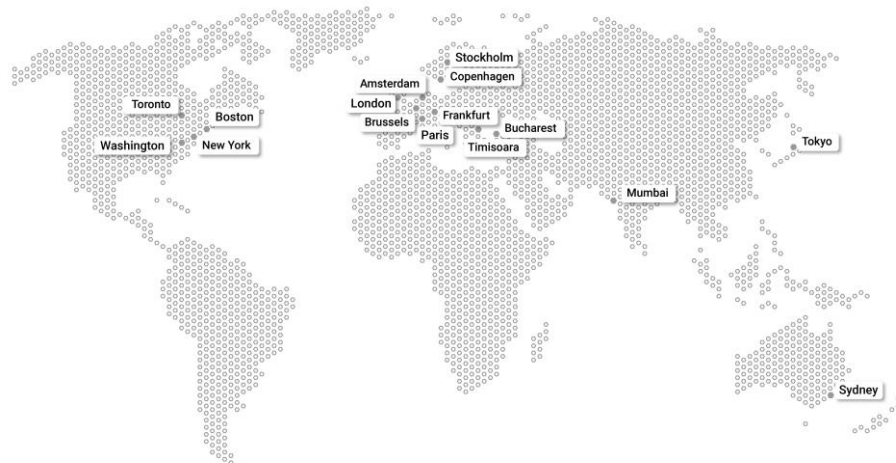 Stockholm
Copenhagen
Amsterdam
London
Toronto
Boston
Frankfurt
Brussels
Bucharest
Paris
Washington
New York
Timisoara
Tokyo
Mumbai
Sydney